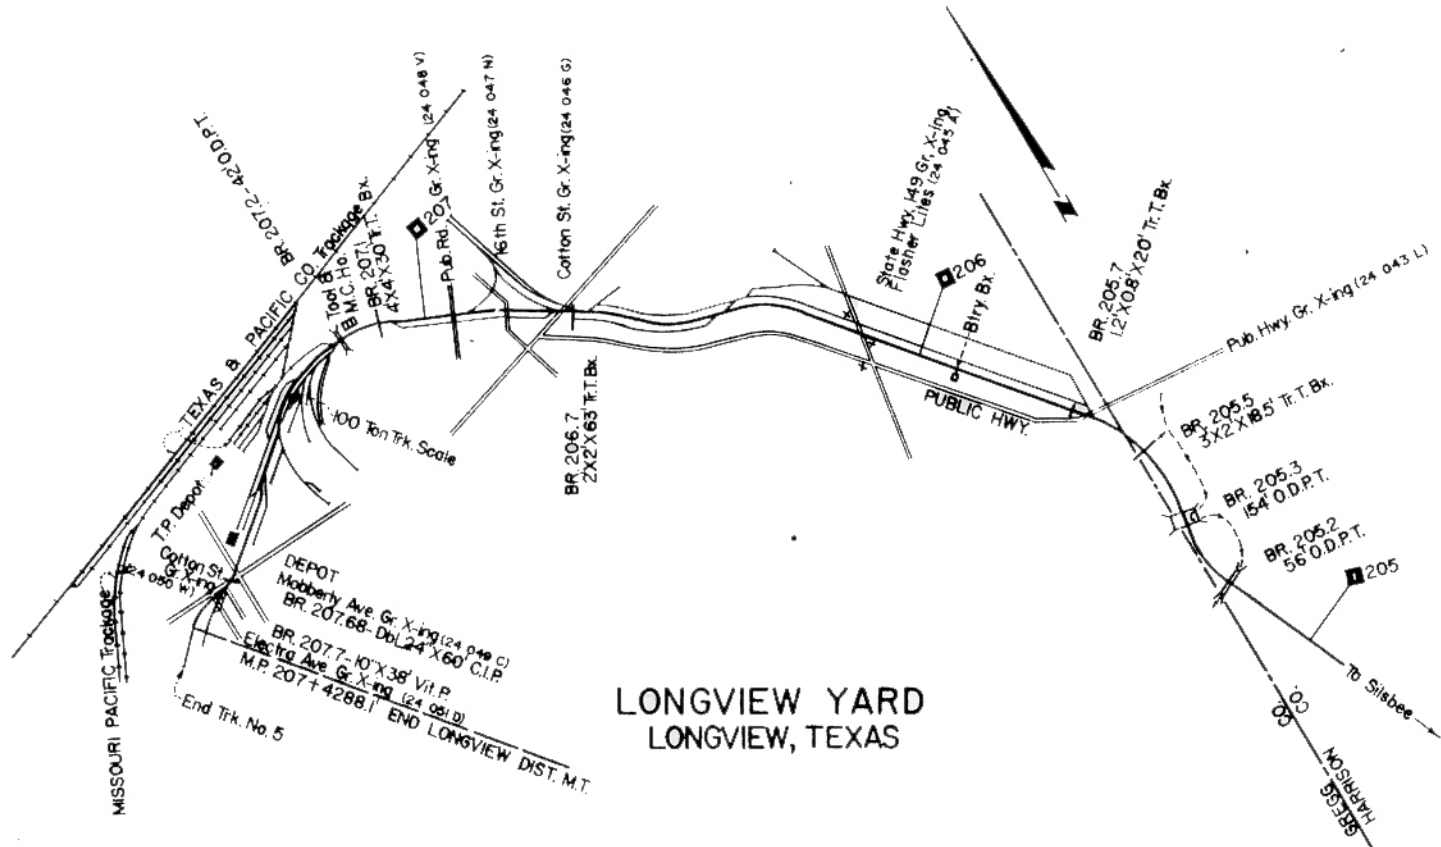 BR. 207.2-42' O.D.P.T.
TEXAS & PACIFIC CO. Trackage
Tool &
M.C. Ho.
BR. 207.1
4'X4'X30' Tr. T. Bx.
207
Pub. Rd. Gr. X-ing (24 048 V)
16th St. Gr. X-ing (24 047 N)
Cotton St. Gr. X-ing (24 046 G)
State Hwy. 149 Gr. X-ing,
Flasher Lites (24 045 A)
206
Btry. Bx.
BR. 205.7
1.2'X0.8'X20' Tr. T. Bx.
Pub. Hwy. Gr. X-ing (24 043 L)
PUBLIC HWY.
BR. 205.5
3'X2'X18.5' Tr. T. Bx.
BR. 205.3
154' O.D.P.T.
BR. 205.2
56' O.D.P.T.
205
To Silsbee
GREGG CO.
HARRISON CO.
BR. 206.7
2'X2'X63' Tr. T. Bx.
100 Ton Trk. Scale
T.P. Depot
Cotton St.
Gr. X-ing
(24 050 W)
MISSOURI PACIFIC Trackage
DEPOT
Mobberly Ave. Gr. X-ing (24 049 C)
BR. 207.68-Dbl. 24"X60' C.I.P.
BR. 207.7-10"X38' Vit. P.
Electra Ave Gr. X-ing (24 051 D)
M.P. 207+4288.1' END LONGVIEW DIST. M.T.
End Trk. No. 5
LONGVIEW YARD
LONGVIEW, TEXAS